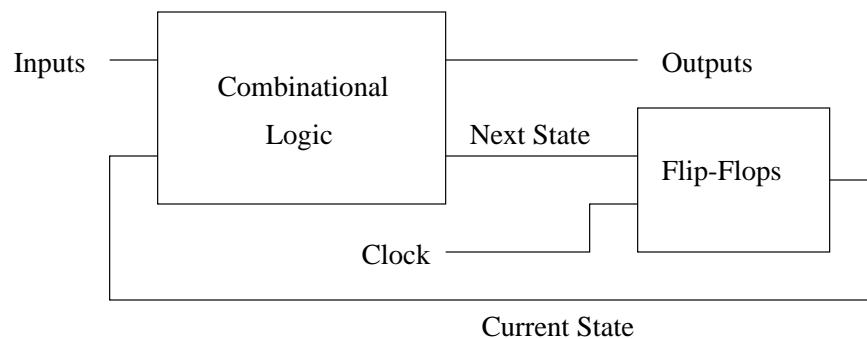 Inputs
Combinational
Logic
Outputs
Next State
Flip-Flops
Clock
Current State